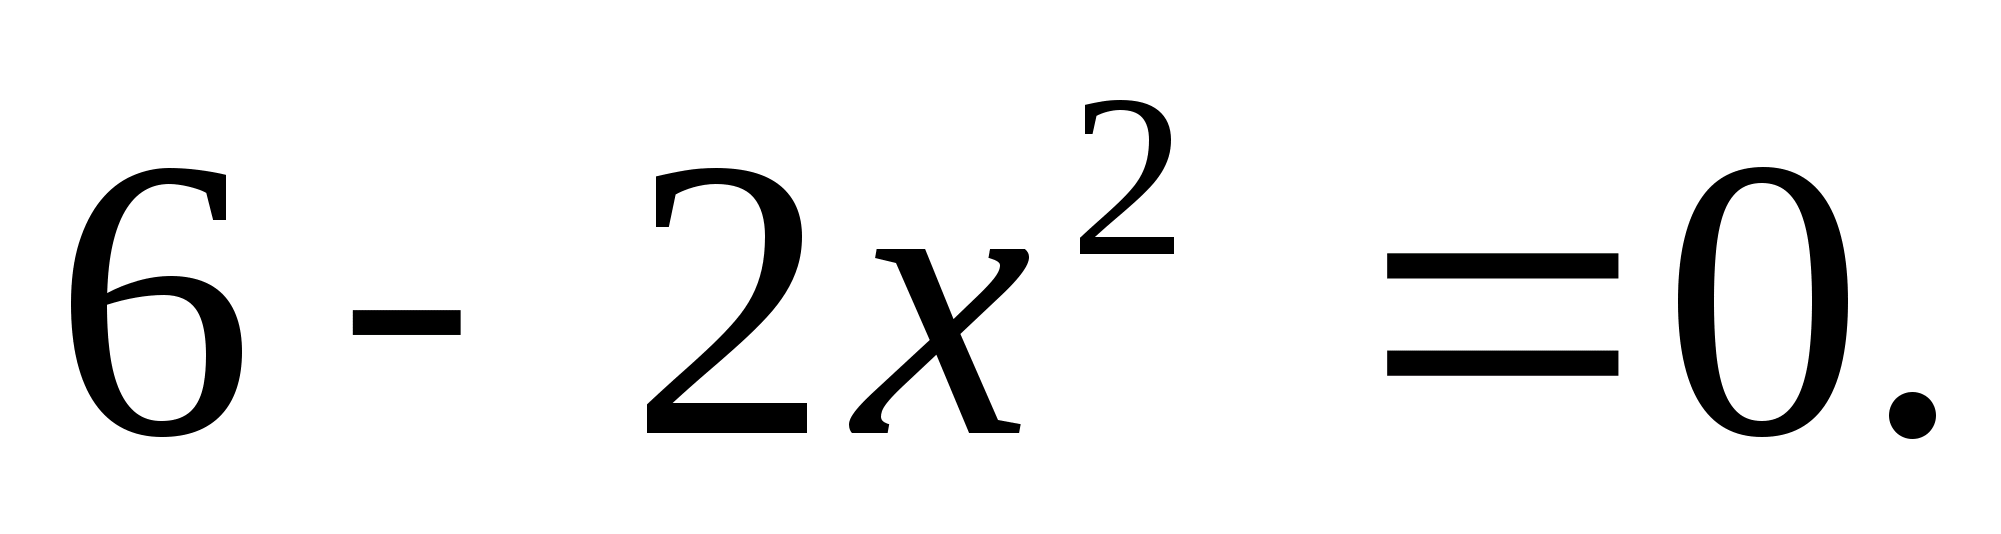 6 - 2x² =0.